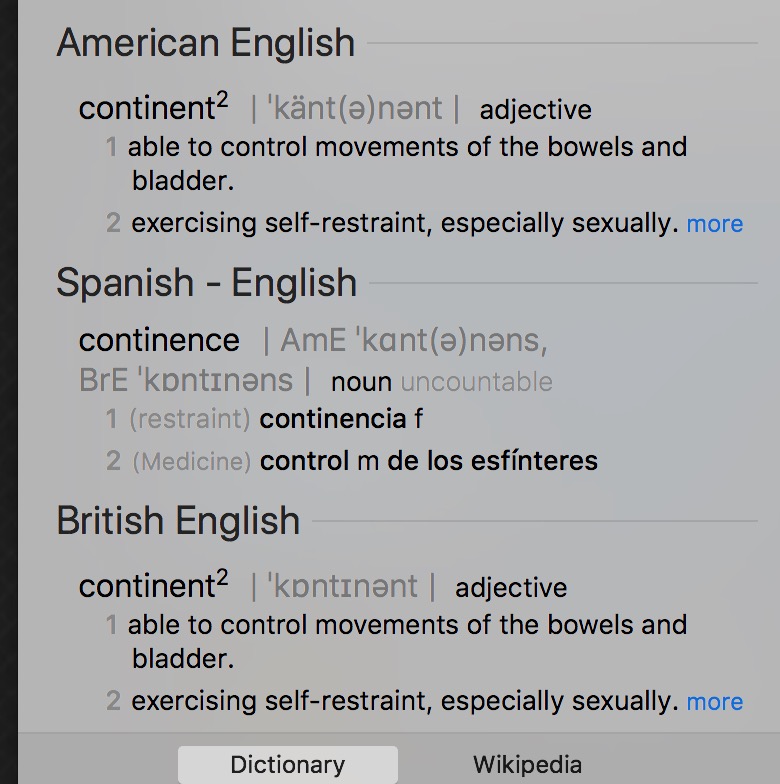 American English
continent² | ˈkänt(ə)nənt | adjective
1 able to control movements of the bowels and
bladder.
2 exercising self-restraint, especially sexually. more
Spanish - English
continence | AmE ˈkɑnt(ə)nəns,
BrE ˈkɒntɪnəns | noun uncountable
1 (restraint) continencia f
2 (Medicine) control m de los esfínteres
British English
continent² | ˈkɒntɪnənt | adjective
1 able to control movements of the bowels and
bladder.
2 exercising self-restraint, especially sexually. more
Dictionary Wikipedia